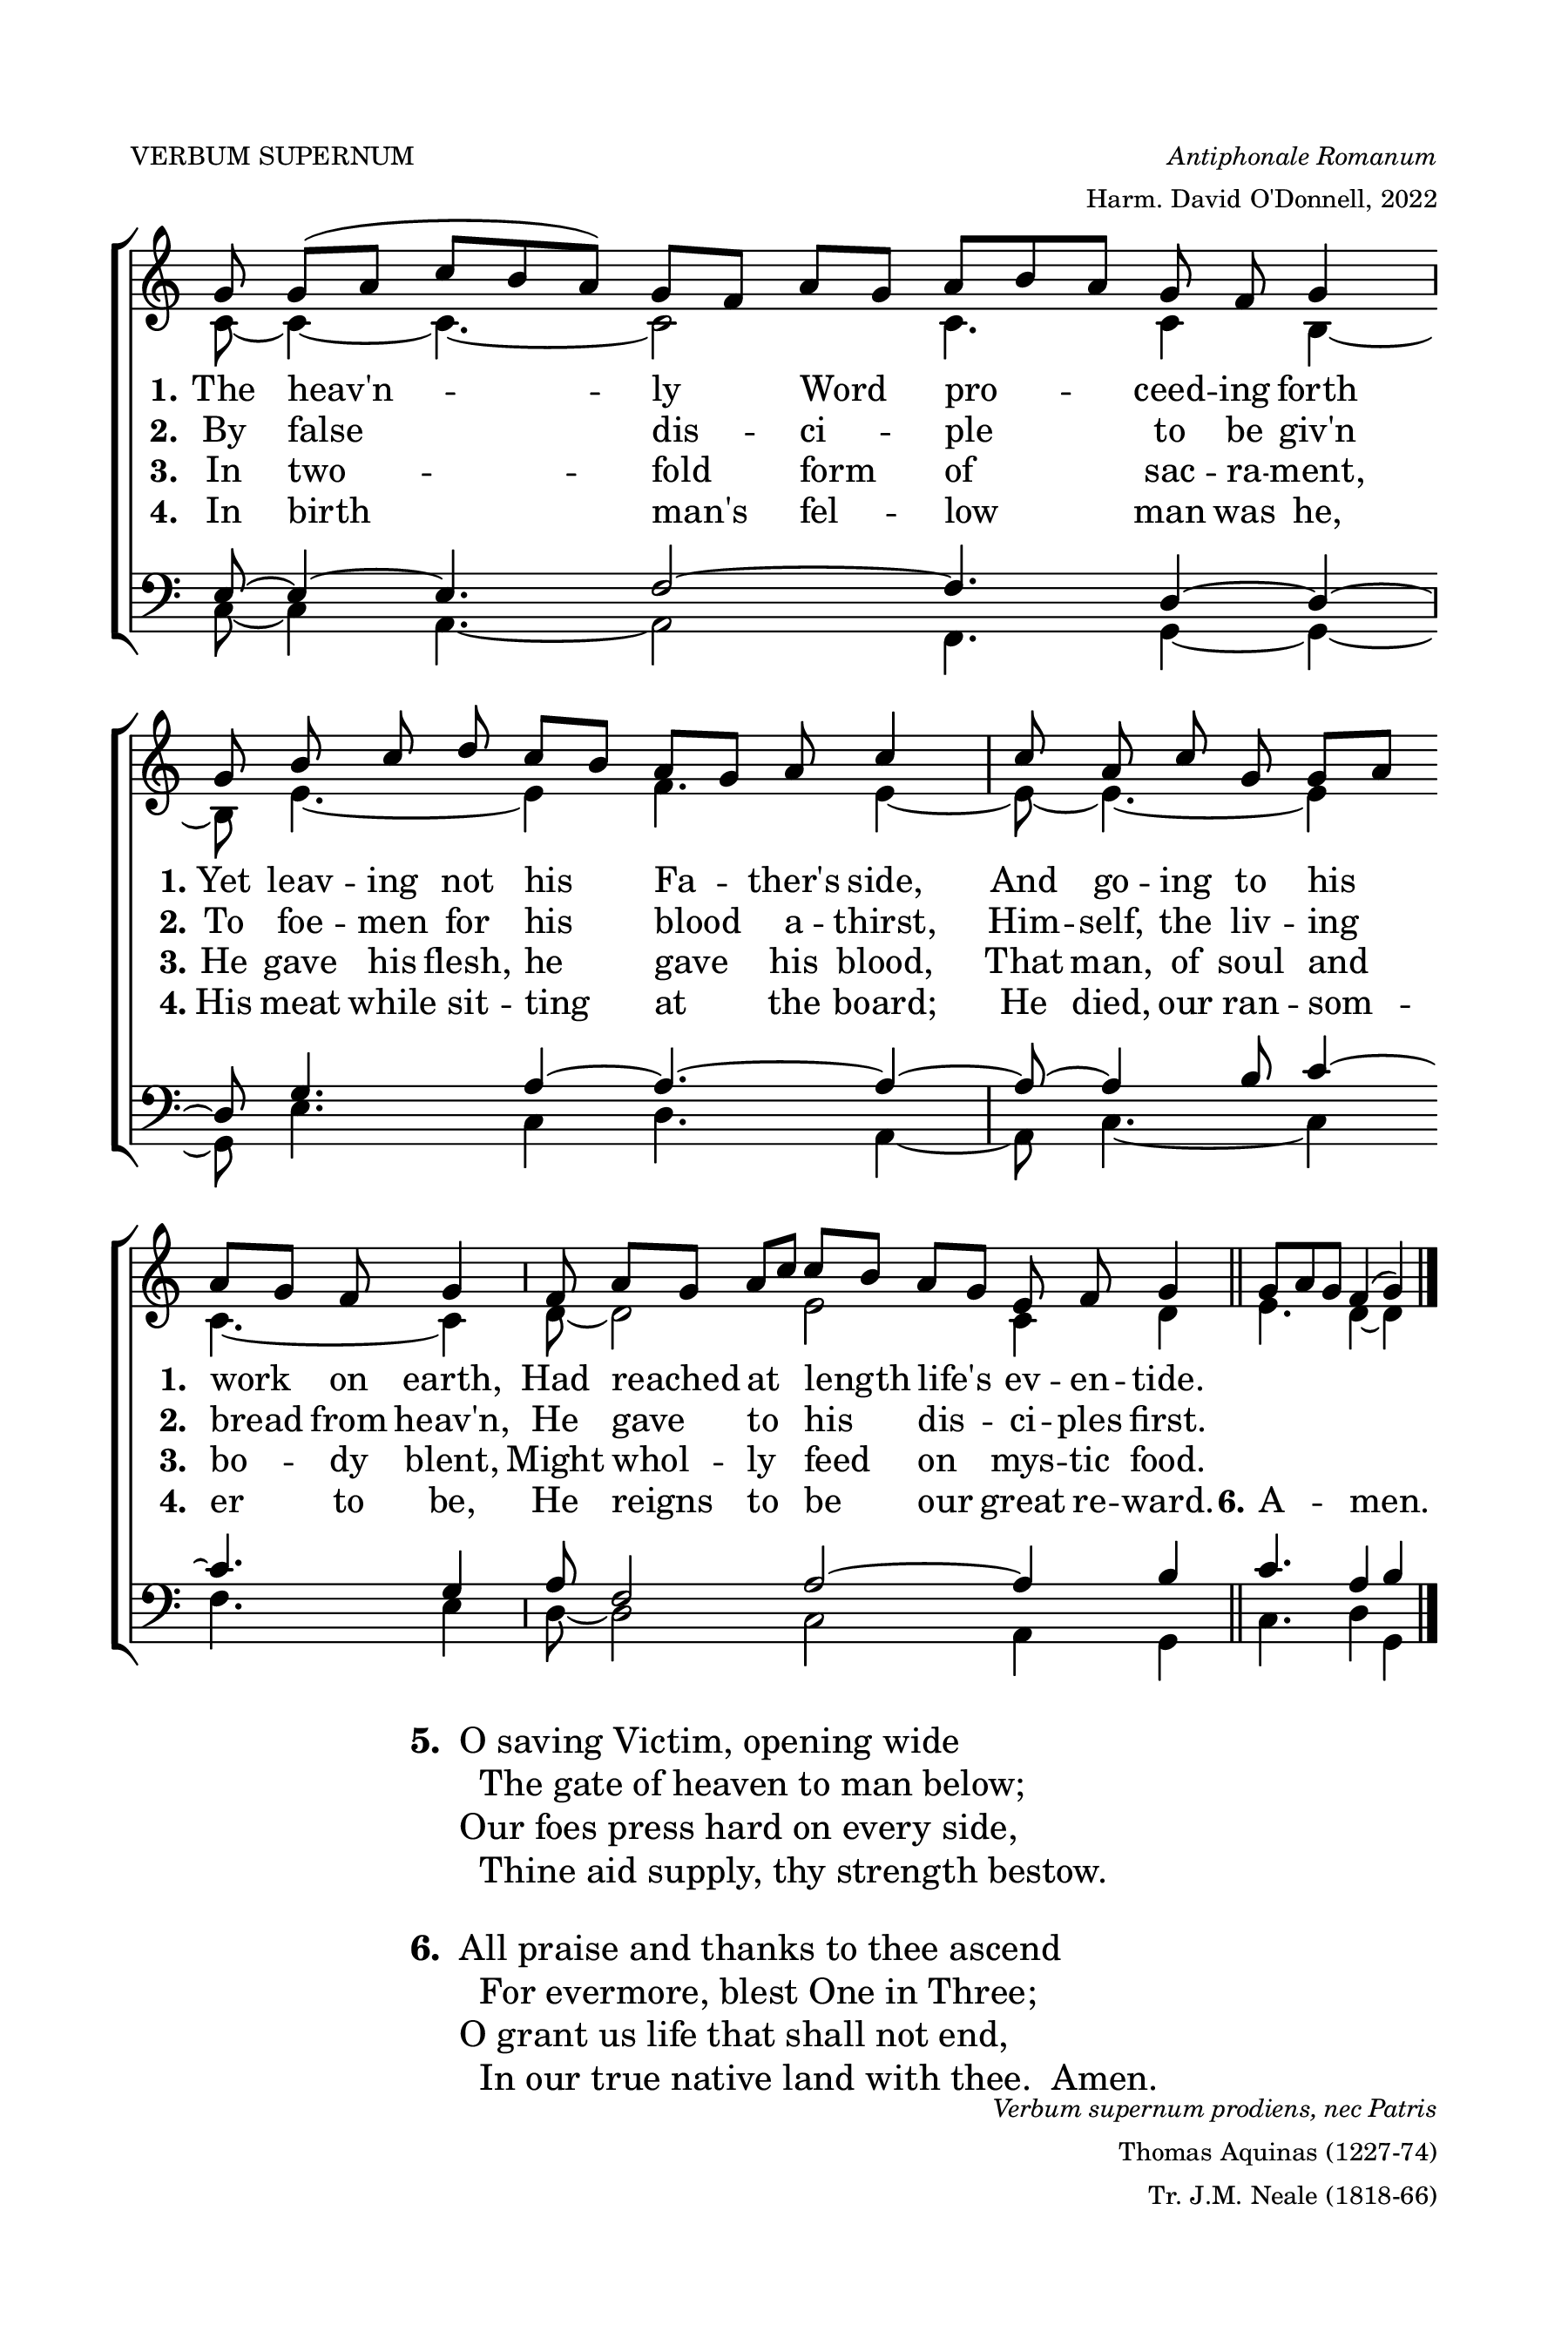 VERBUM SUPERNUM
Antiphonale Romanum
Harm. David O'Donnell, 2022
1. The heav'n -- -- ly Word pro -- ceed -- ing forth
2. By false dis -- ci -- ple to be giv'n
3. In two -- -- fold form of sac -- ra -- ment,
4. In birth man's fel -- low man was he,
1. Yet leav -- ing not his Fa -- ther's side, And go -- ing to his
2. To foe -- men for his blood a -- thirst, Him -- self, the liv -- ing
3. He gave his flesh, he gave his blood, That man, of soul and
4. His meat while sit -- ting at the board; He died, our ran -- som --
1. work on earth, Had reached at length life's ev -- en -- tide.
2. bread from heav'n, He gave to his dis -- ci -- ples first.
3. bo -- dy blent, Might whol -- ly feed on mys -- tic food.
4. er to be, He reigns to be our great re -- ward. 6. A -- men.
5. O saving Victim, opening wide
The gate of heaven to man below;
Our foes press hard on every side,
Thine aid supply, thy strength bestow.
6. All praise and thanks to thee ascend
For evermore, blest One in Three;
O grant us life that shall not end,
In our true native land with thee. Amen.
Verbum supernum prodiens, nec Patris
Thomas Aquinas (1227-74)
Tr. J.M. Neale (1818-66)